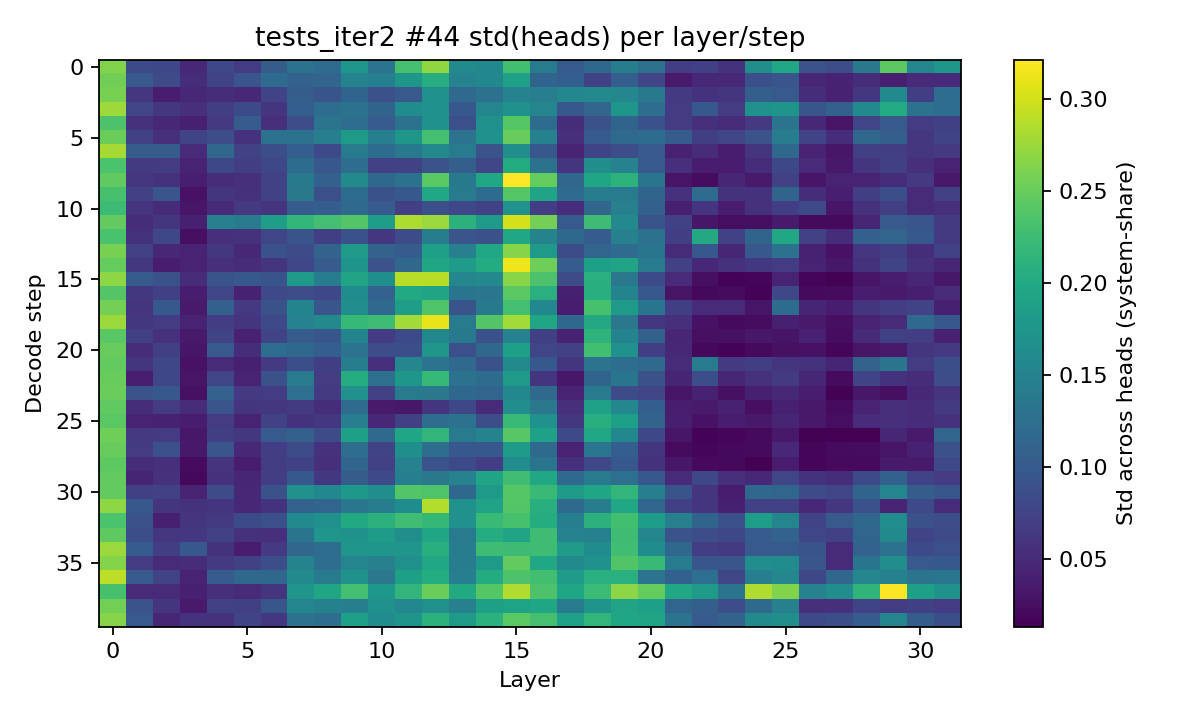 tests_iter2 #44 std(heads) per layer/step
0
5
10
15
20
25
30
35
Decode step
0 5 10 15 20 25 30
Layer
0.30
0.25
0.20
0.15
0.10
0.05
Std across heads (system-share)